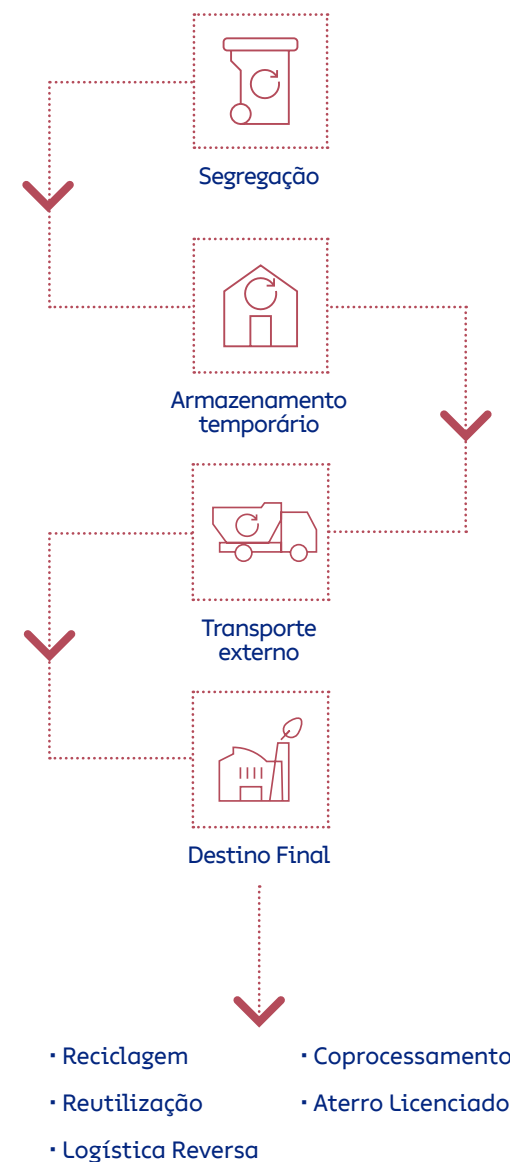 Segregação
Armazenamento
temporário
Transporte
externo
Destino Final
· Reciclagem
· Reutilização
· Logística Reversa
· Coprocessamento
· Aterro Licenciado